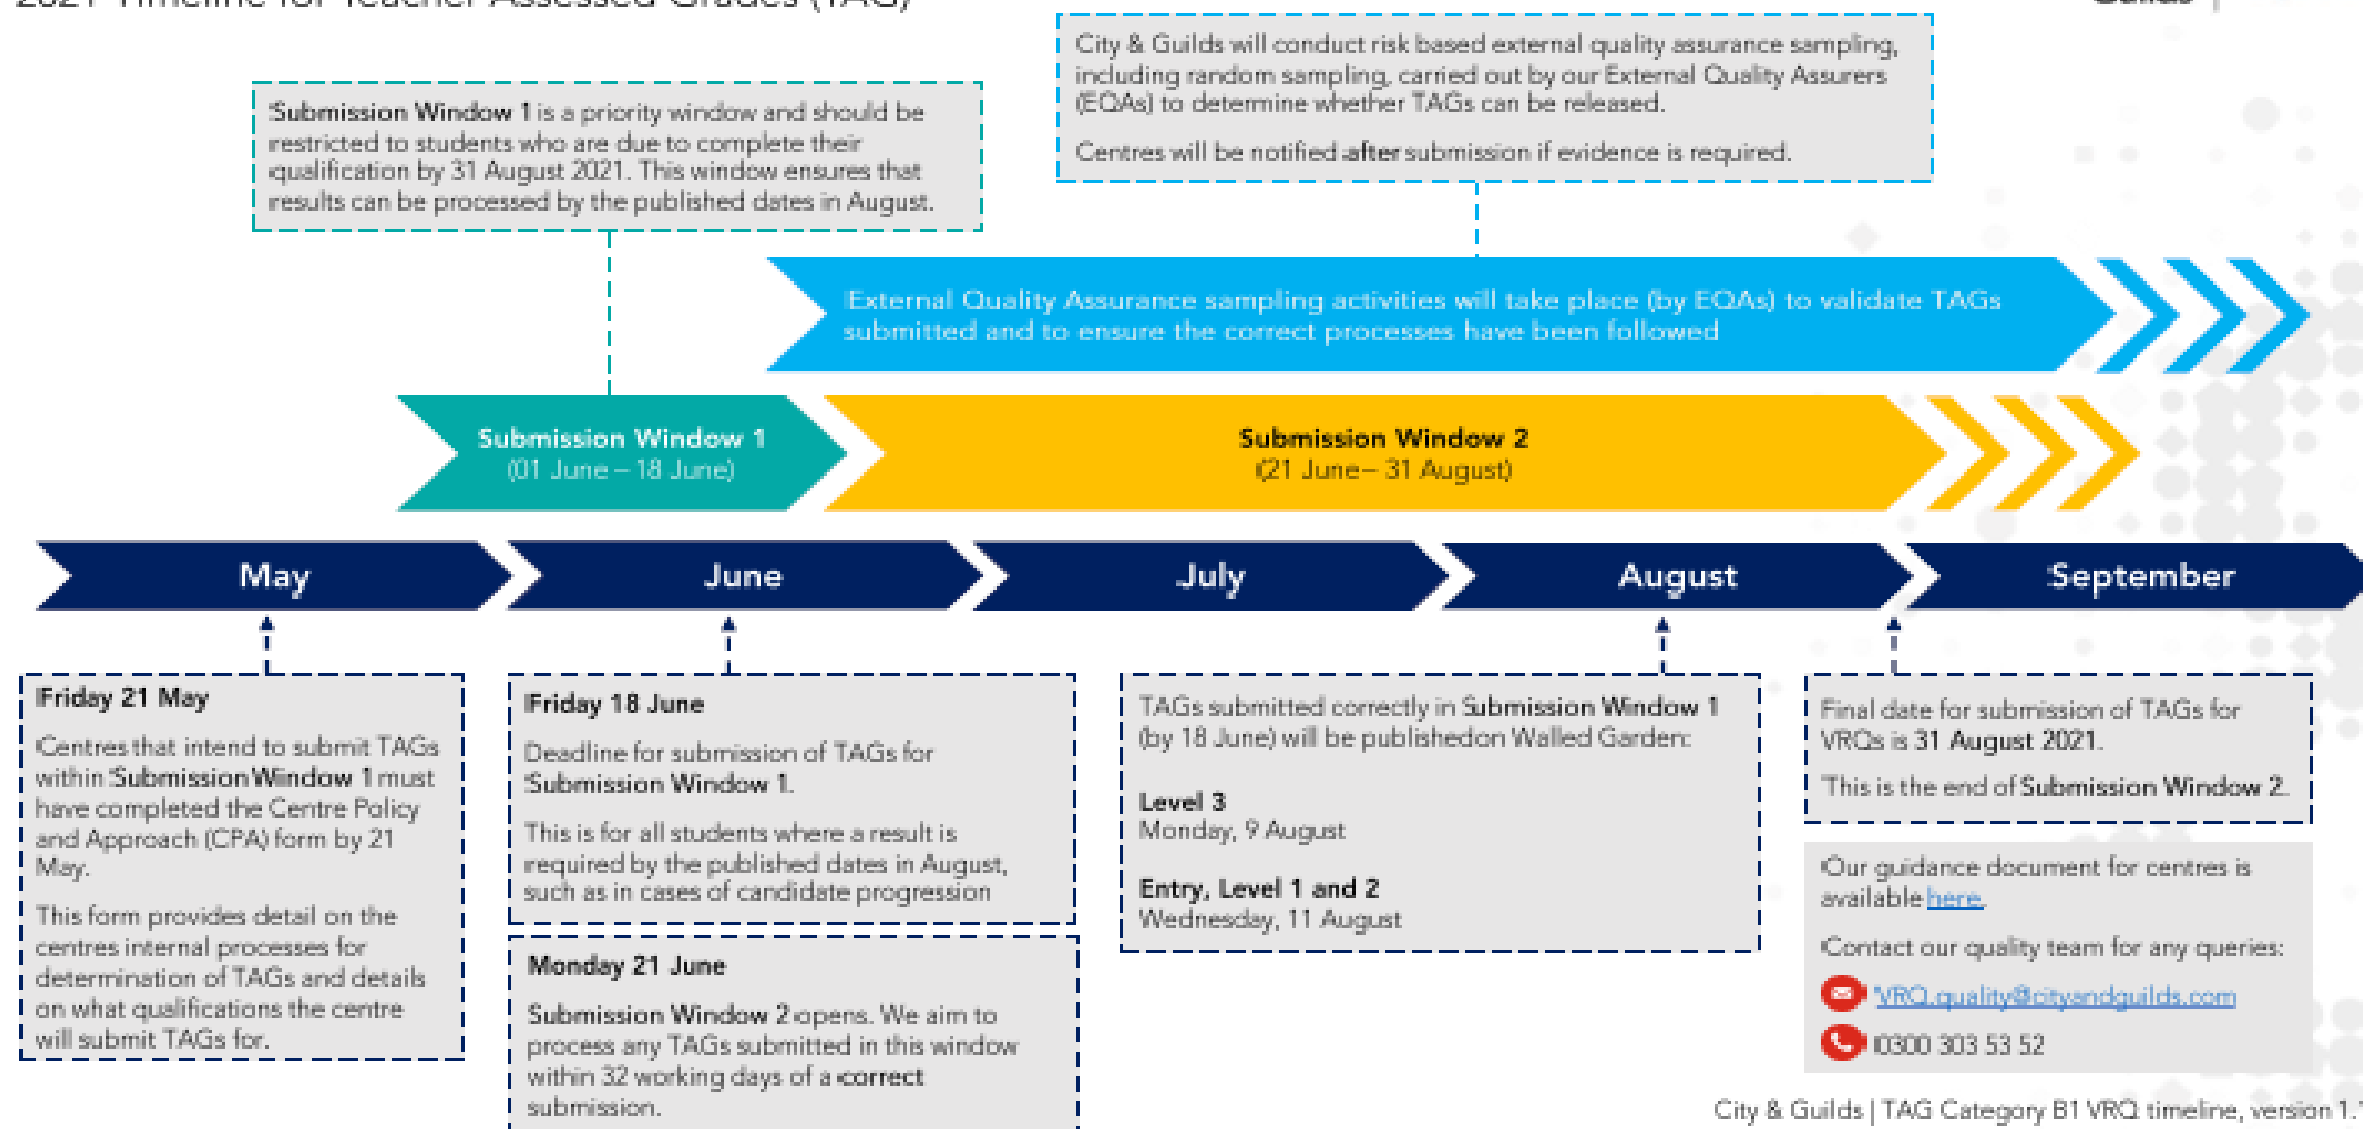 2021 Timeline for Teacher Assessed Grades (TAG)
Guilds
City & Guilds will conduct risk based external quality assurance sampling,
including random sampling, carried out by our External Quality Assurers
(EQAs) to determine whether TAGs can be released.
Centres will be notified after submission if evidence is required.
Submission Window 1 is a priority window and should be
restricted to students who are due to complete their
qualification by 31 August 2021. This window ensures that
results can be processed by the published dates in August.
External Quality Assurance sampling activities will take place (by EQAs) to validate TAGs
submitted and to ensure the correct processes have been followed
Submission Window 1
(01 June – 18 June)
Submission Window 2
(21 June – 31 August)
May
June
July
August
September
Friday 21 May
Centres that intend to submit TAGs
within Submission Window 1 must
have completed the Centre Policy
and Approach (CPA) form by 21
May.
This form provides detail on the
centres internal processes for
determination of TAGs and details
on what qualifications the centre
will submit TAGs for.
Friday 18 June
Deadline for submission of TAGs for
Submission Window 1.
This is for all students where a result is
required by the published dates in August,
such as in cases of candidate progression
Monday 21 June
Submission Window 2 opens. We aim to
process any TAGs submitted in this window
within 32 working days of a correct
submission.
TAGs submitted correctly in Submission Window 1
(by 18 June) will be published on Walled Garden:
Level 3
Monday, 9 August
Entry, Level 1 and 2
Wednesday, 11 August
Final date for submission of TAGs for
VRQs is 31 August 2021.
This is the end of Submission Window 2.
Our guidance document for centres is
available here.
Contact our quality team for any queries:
VRQ.quality@cityandguilds.com
0300 303 53 52
City & Guilds | TAG Category B1 VRQ timeline, version 1.1